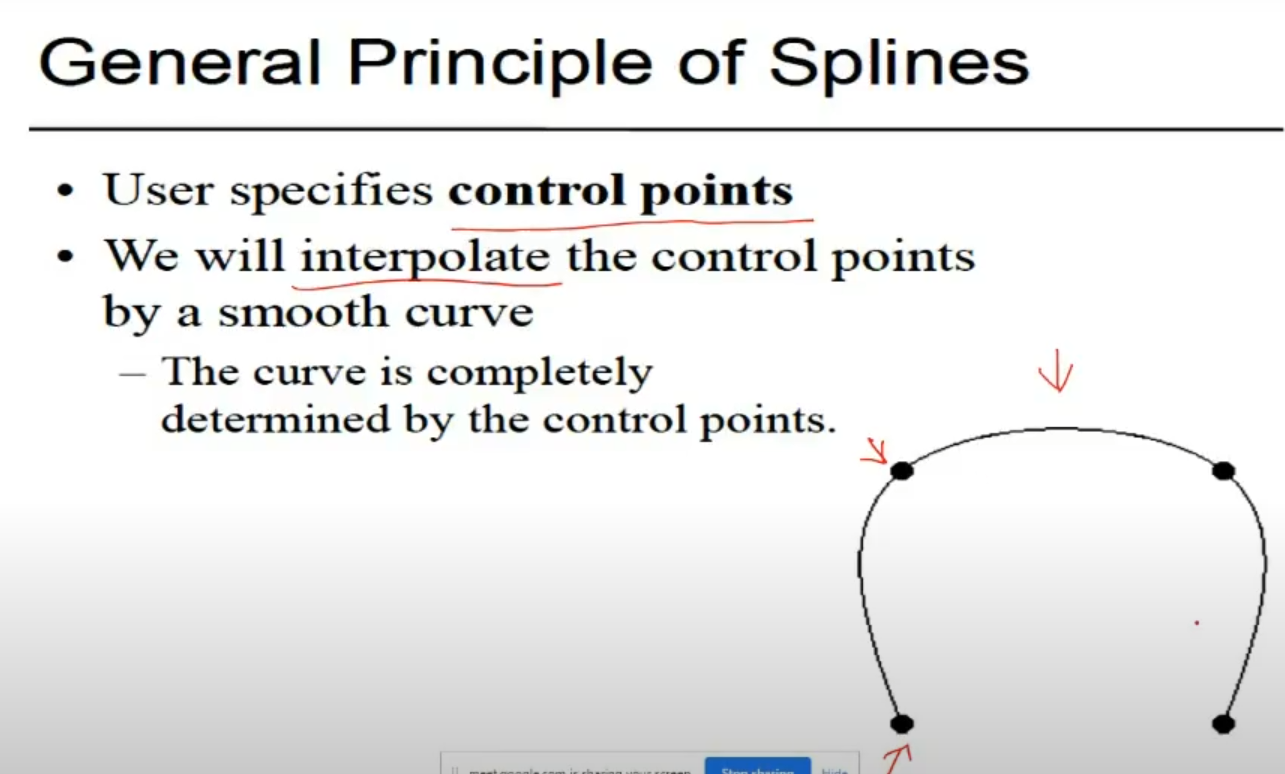 General Principle of Splines
• User specifies control points
• We will interpolate the control points
by a smooth curve
– The curve is completely
determined by the control points.
meet.google.com is sharing your screen Stop sharing Hide